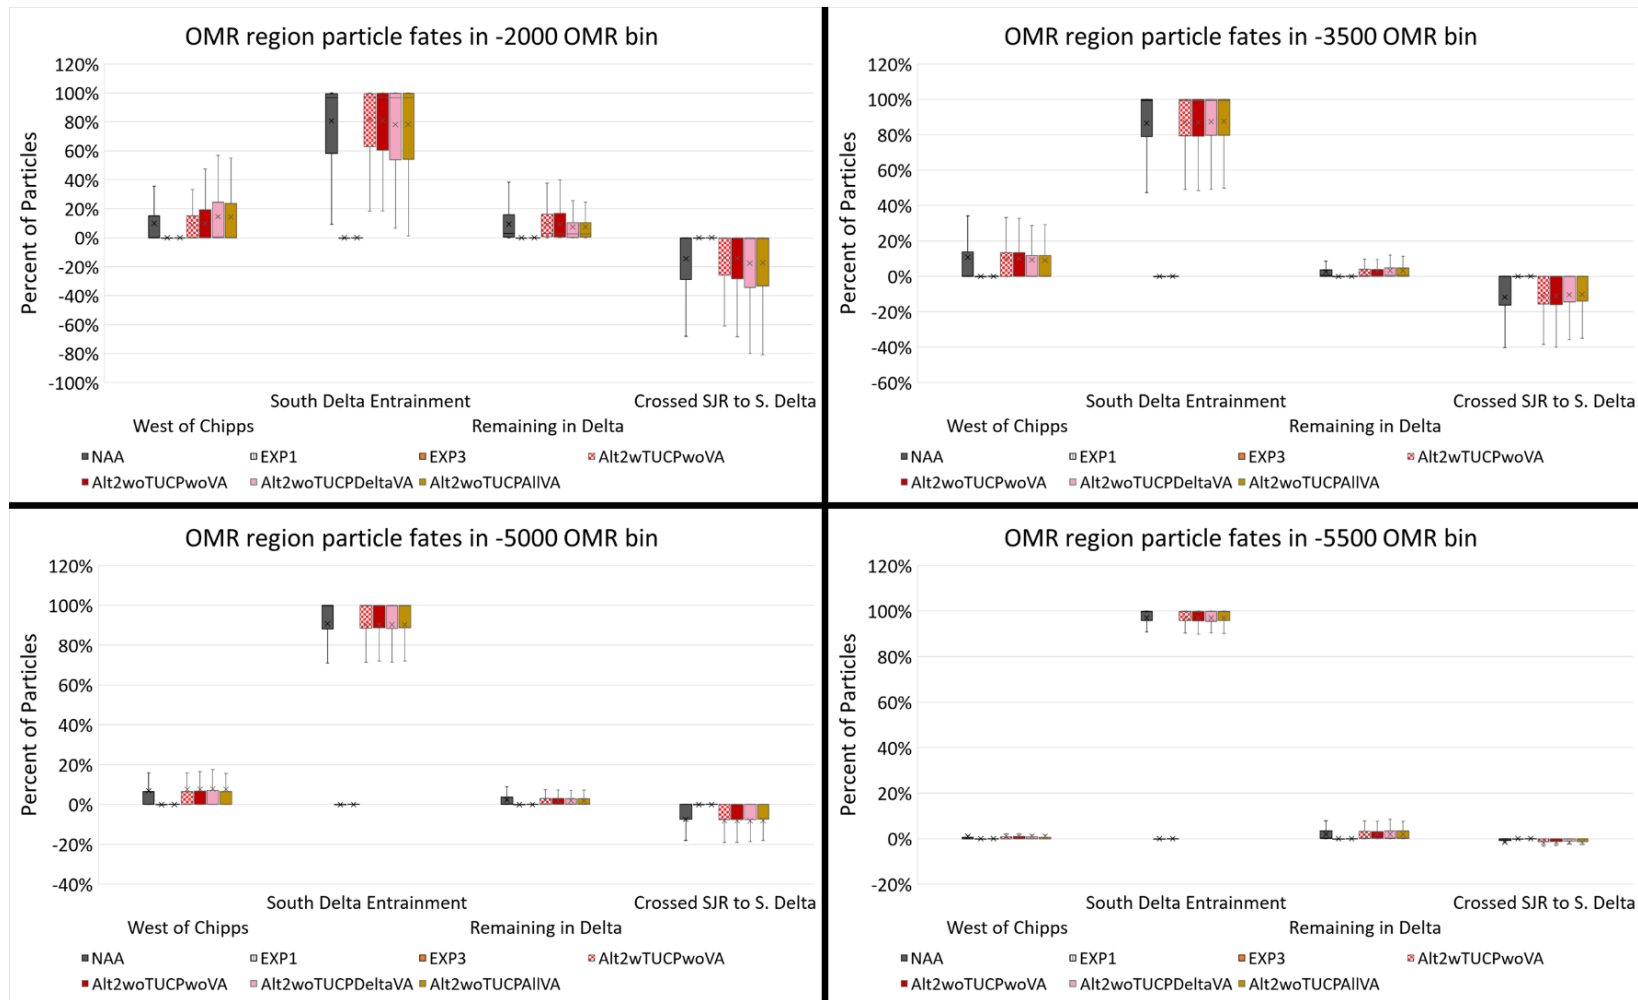 OMR region particle fates in -2000 OMR bin
120%
100%
80%
60%
40%
20%
0%
-20%
-40%
-60%
-80%
-100%
Percent of Particles
South Delta Entrainment
Crossed SJR to S. Delta
West of Chipps
Remaining in Delta
NAA EXP1 EXP3 Alt2wTUCPwoVA
Alt2woTUCPwoVA Alt2woTUCPDeltaVA Alt2woTUCPAllVA
OMR region particle fates in -3500 OMR bin
120%
100%
80%
60%
40%
20%
0%
-20%
-40%
-60%
Percent of Particles
South Delta Entrainment
Crossed SJR to S. Delta
West of Chipps
Remaining in Delta
NAA EXP1 EXP3 Alt2wTUCPwoVA
Alt2woTUCPwoVA Alt2woTUCPDeltaVA Alt2woTUCPAllVA
OMR region particle fates in -5000 OMR bin
120%
100%
80%
60%
40%
20%
0%
-20%
-40%
Percent of Particles
South Delta Entrainment
Crossed SJR to S. Delta
West of Chipps
Remaining in Delta
NAA EXP1 EXP3 Alt2wTUCPwoVA
Alt2woTUCPwoVA Alt2woTUCPDeltaVA Alt2woTUCPAllVA
OMR region particle fates in -5500 OMR bin
120%
100%
80%
60%
40%
20%
0%
-20%
Percent of Particles
South Delta Entrainment
Crossed SJR to S. Delta
West of Chipps
Remaining in Delta
NAA EXP1 EXP3 Alt2wTUCPwoVA
Alt2woTUCPwoVA Alt2woTUCPDeltaVA Alt2woTUCPAllVA